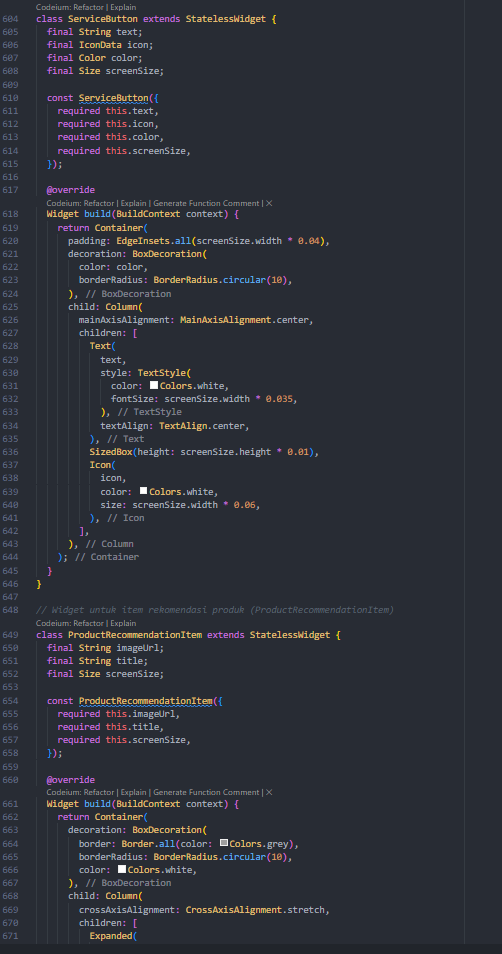 Codeium: Refactor | Explain
604 class ServiceButton extends StatelessWidget {
605 final String text;
606 final IconData icon;
607 final Color color;
608 final Size screenSize;
609
610 const ServiceButton({
611 required this.text,
612 required this.icon,
613 required this.color,
614 required this.screenSize,
615 });
616
617 @override
Codeium: Refactor | Explain | Generate Function Comment | X
618 Widget build(BuildContext context) {
619 return Container(
620 padding: EdgeInsets.all(screenSize.width * 0.04),
621 decoration: BoxDecoration(
622 color: color,
623 borderRadius: BorderRadius.circular(10),
624 ), // BoxDecoration
625 child: Column(
626 mainAxisAlignment: MainAxisAlignment.center,
627 children: [
628 Text(
629 text,
630 style: TextStyle(
631 color: Colors.white,
632 fontSize: screenSize.width * 0.035,
633 ), // TextStyle
634 textAlign: TextAlign.center,
635 ), // Text
636 SizedBox(height: screenSize.height * 0.01),
637 Icon(
638 icon,
639 color: Colors.white,
640 size: screenSize.width * 0.06,
641 ), // Icon
642 ],
643 ), // Column
644 ); // Container
645 }
646 }
647
648 // Widget untuk item rekomendasi produk (ProductRecommendationItem)
Codeium: Refactor | Explain
649 class ProductRecommendationItem extends StatelessWidget {
650 final String imageUrl;
651 final String title;
652 final Size screenSize;
653
654 const ProductRecommendationItem({
655 required this.imageUrl,
656 required this.title,
657 required this.screenSize,
658 });
659
660 @override
Codeium: Refactor | Explain | Generate Function Comment | X
661 Widget build(BuildContext context) {
662 return Container(
663 decoration: BoxDecoration(
664 border: Border.all(color: Colors.grey),
665 borderRadius: BorderRadius.circular(10),
666 color: Colors.white,
667 ), // BoxDecoration
668 child: Column(
669 crossAxisAlignment: CrossAxisAlignment.stretch,
670 children: [
671 Expanded(